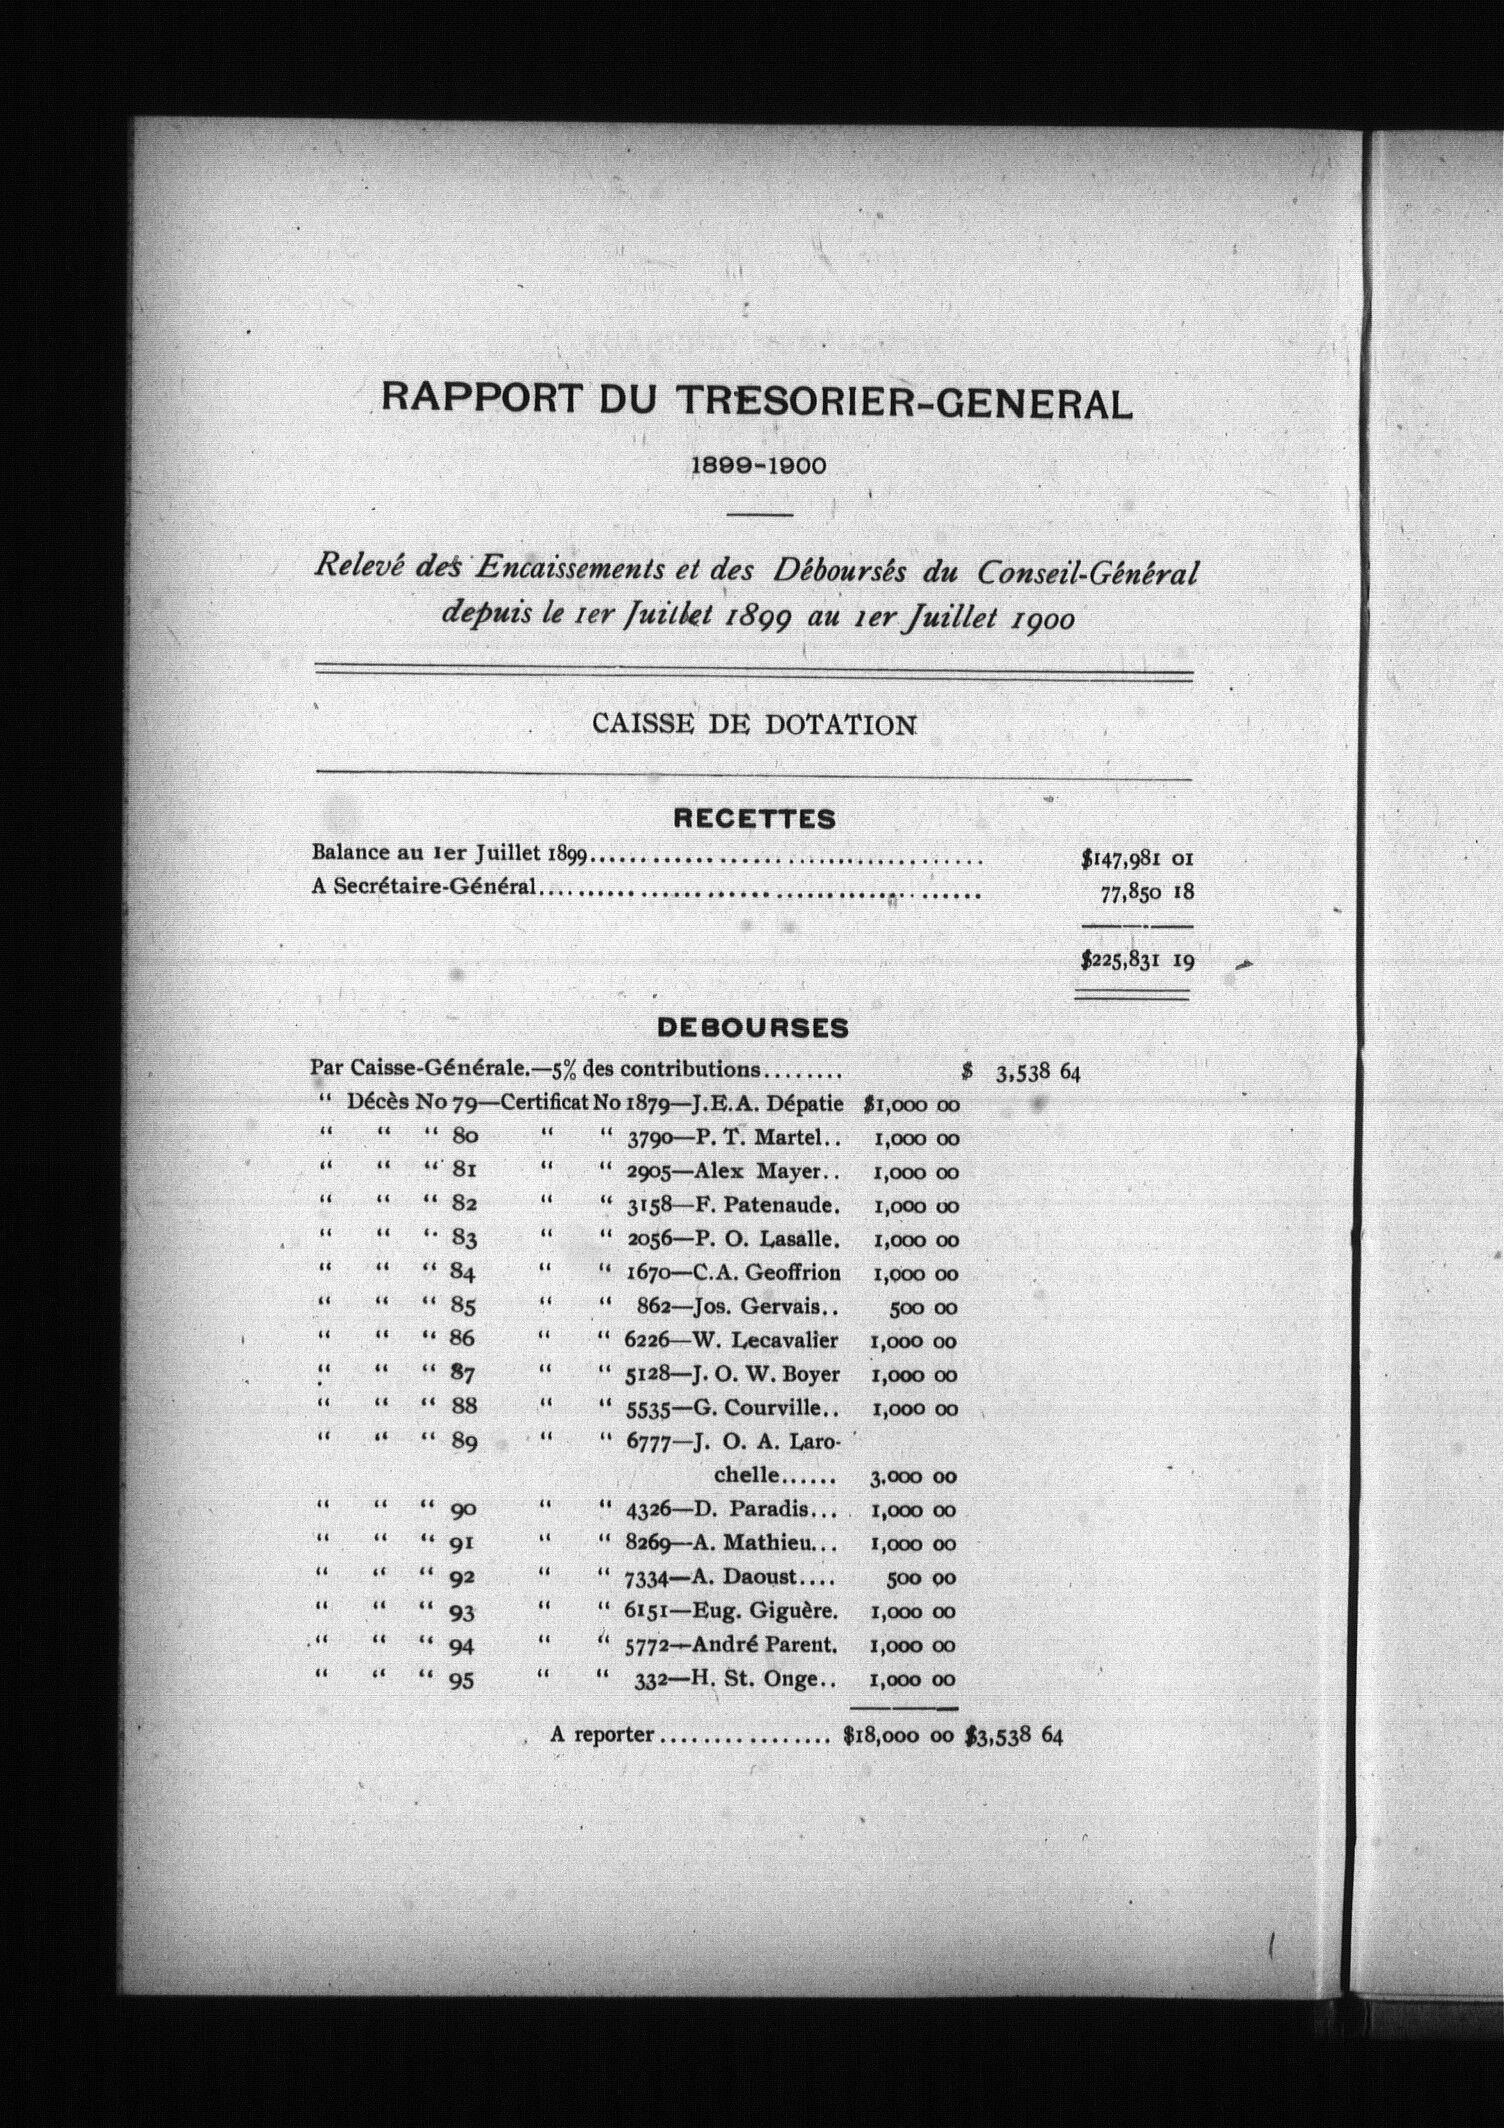 RAPPORT DU TRESORIER-GENERAL
1899-1900
Relevé des Encaissements et des Déboursés du Conseil-Général
depuis le 1er Juillet 1899 au 1er Juillet 1900
CAISSE DE DOTATION
RECETTES
Balance au 1er Juillet 1899.................................... $147,981 01
A Secrétaire-Général........................................ 77,850 18
$225,831 19
DEBOURSES
Par Caisse-Générale.—5% des contributions........ $ 3,538 64
“ Décès No 79—Certificat No 1879—J.E.A. Dépatie $1,000 00
“ “ “ 80 “ “ 3790—P. T. Martel.. 1,000 00
“ “ “ 81 “ “ 2905—Alex Mayer.. 1,000 00
“ “ “ 82 “ “ 3158—F. Patenaude. 1,000 00
“ “ “ 83 “ “ 2056—P. O. Lasalle. 1,000 00
“ “ “ 84 “ “ 1670—C.A. Geoffrion 1,000 00
“ “ “ 85 “ “ 862—Jos. Gervais.. 500 00
“ “ “ 86 “ “ 6226—W. Lecavalier 1,000 00
“ “ “ 87 “ “ 5128—J. O. W. Boyer 1,000 00
“ “ “ 88 “ “ 5535—G. Courville.. 1,000 00
“ “ “ 89 “ “ 6777—J. O. A. Laro-
chelle...... 3.000 00
“ “ “ 90 “ “ 4326—D. Paradis... 1,000 00
“ “ “ 91 “ “ 8269—A. Mathieu... 1,000 00
“ “ “ 92 “ “ 7334—A. Daoust.... 500 00
“ “ “ 93 “ “ 6151—Eug. Giguère. 1,000 00
“ “ “ 94 “ “ 5772—André Parent. 1,000 00
“ “ “ 95 “ “ 332—H. St. Onge.. 1,000 00
A reporter................ $18,000 00 $3,538 64